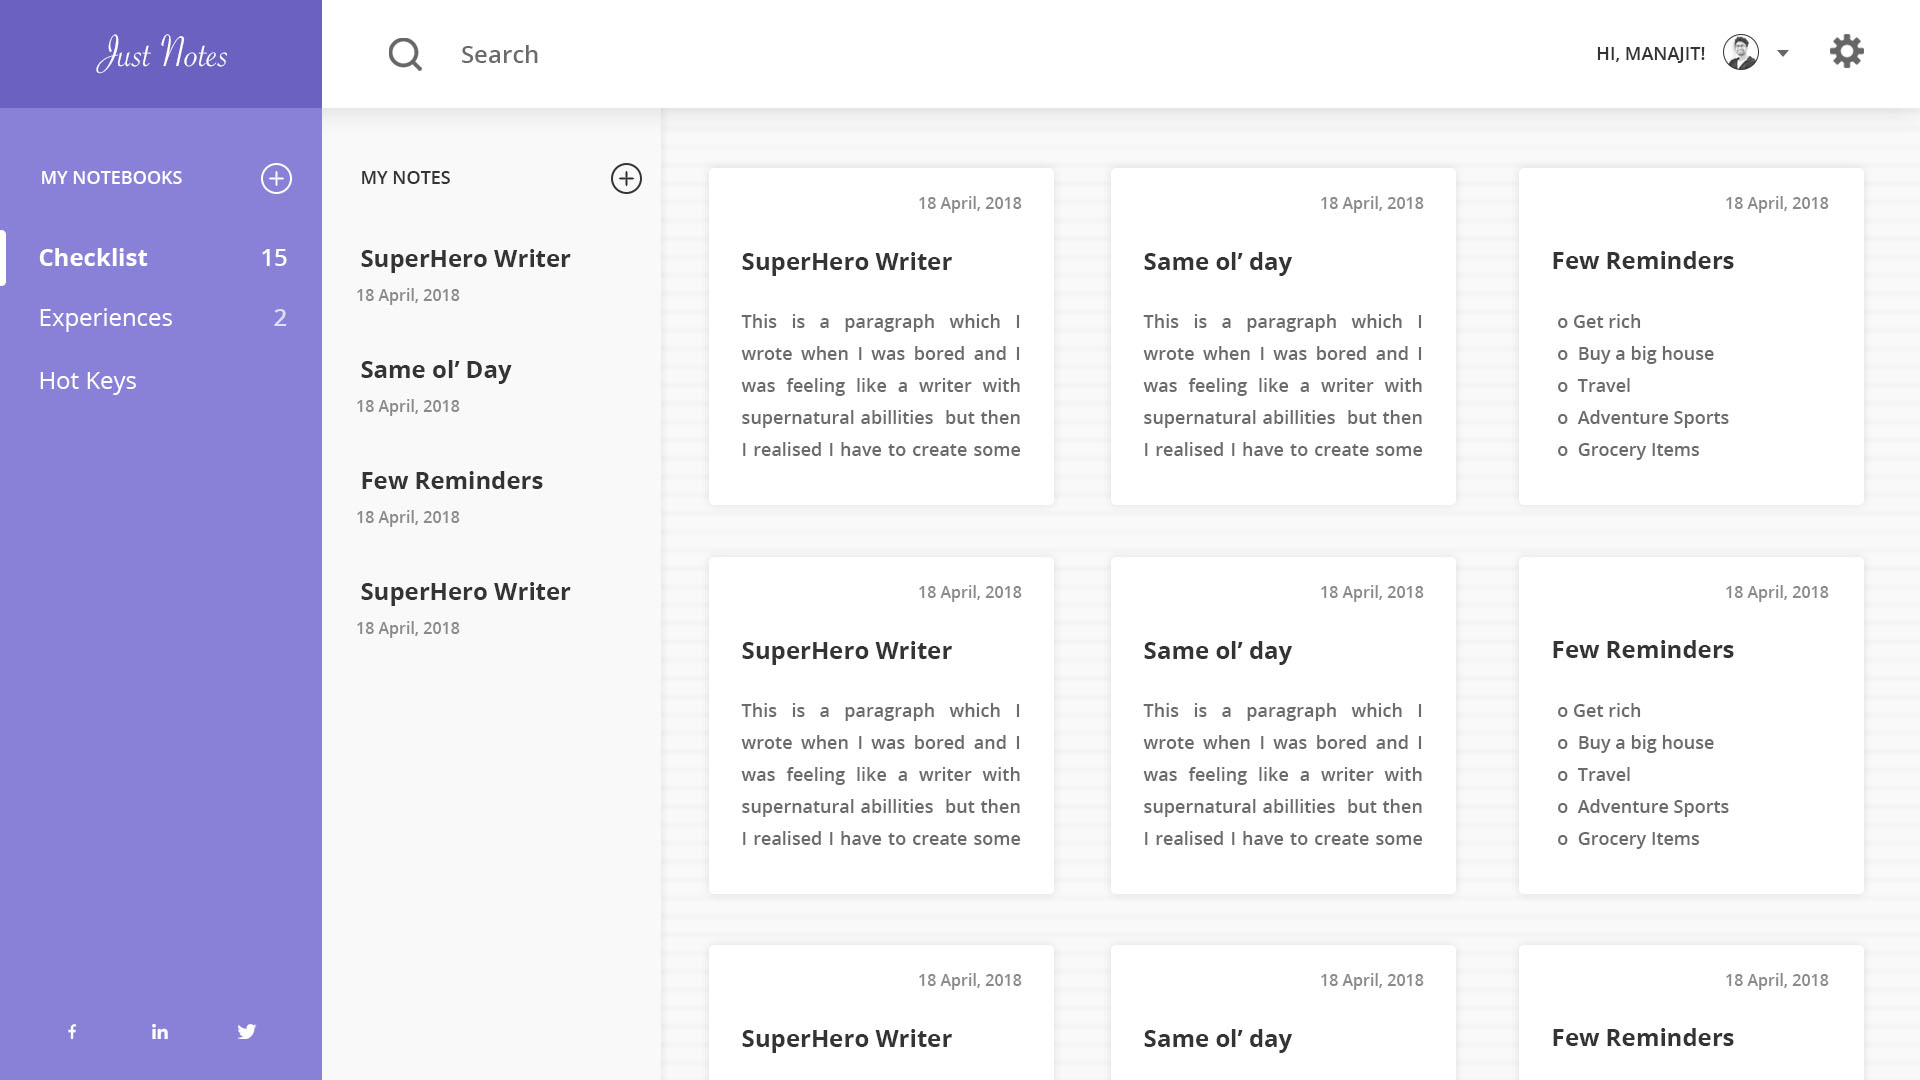 Just Notes
Search
HI, MANAJIT!
MY NOTEBOOKS
Checklist 15
Experiences 2
Hot Keys
f
in
MY NOTES
SuperHero Writer
18 April, 2018
Same ol’ Day
18 April, 2018
Few Reminders
18 April, 2018
SuperHero Writer
18 April, 2018
18 April, 2018
SuperHero Writer
This is a paragraph which I
wrote when I was bored and I
was feeling like a writer with
supernatural abillities but then
I realised I have to create some
18 April, 2018
Same ol’ day
This is a paragraph which I
wrote when I was bored and I
was feeling like a writer with
supernatural abillities but then
I realised I have to create some
18 April, 2018
Few Reminders
o Get rich
o Buy a big house
o Travel
o Adventure Sports
o Grocery Items
18 April, 2018
SuperHero Writer
This is a paragraph which I
wrote when I was bored and I
was feeling like a writer with
supernatural abillities but then
I realised I have to create some
18 April, 2018
Same ol’ day
This is a paragraph which I
wrote when I was bored and I
was feeling like a writer with
supernatural abillities but then
I realised I have to create some
18 April, 2018
Few Reminders
o Get rich
o Buy a big house
o Travel
o Adventure Sports
o Grocery Items
18 April, 2018
SuperHero Writer
18 April, 2018
Same ol’ day
18 April, 2018
Few Reminders